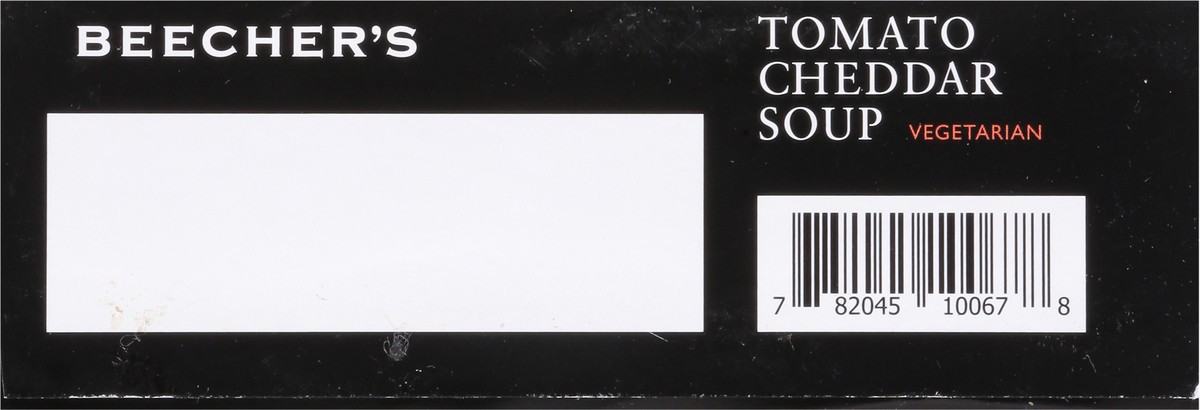 BEECHER'S
TOMATO
CHEDDAR
SOUP VEGETARIAN
7 82045 10067 8